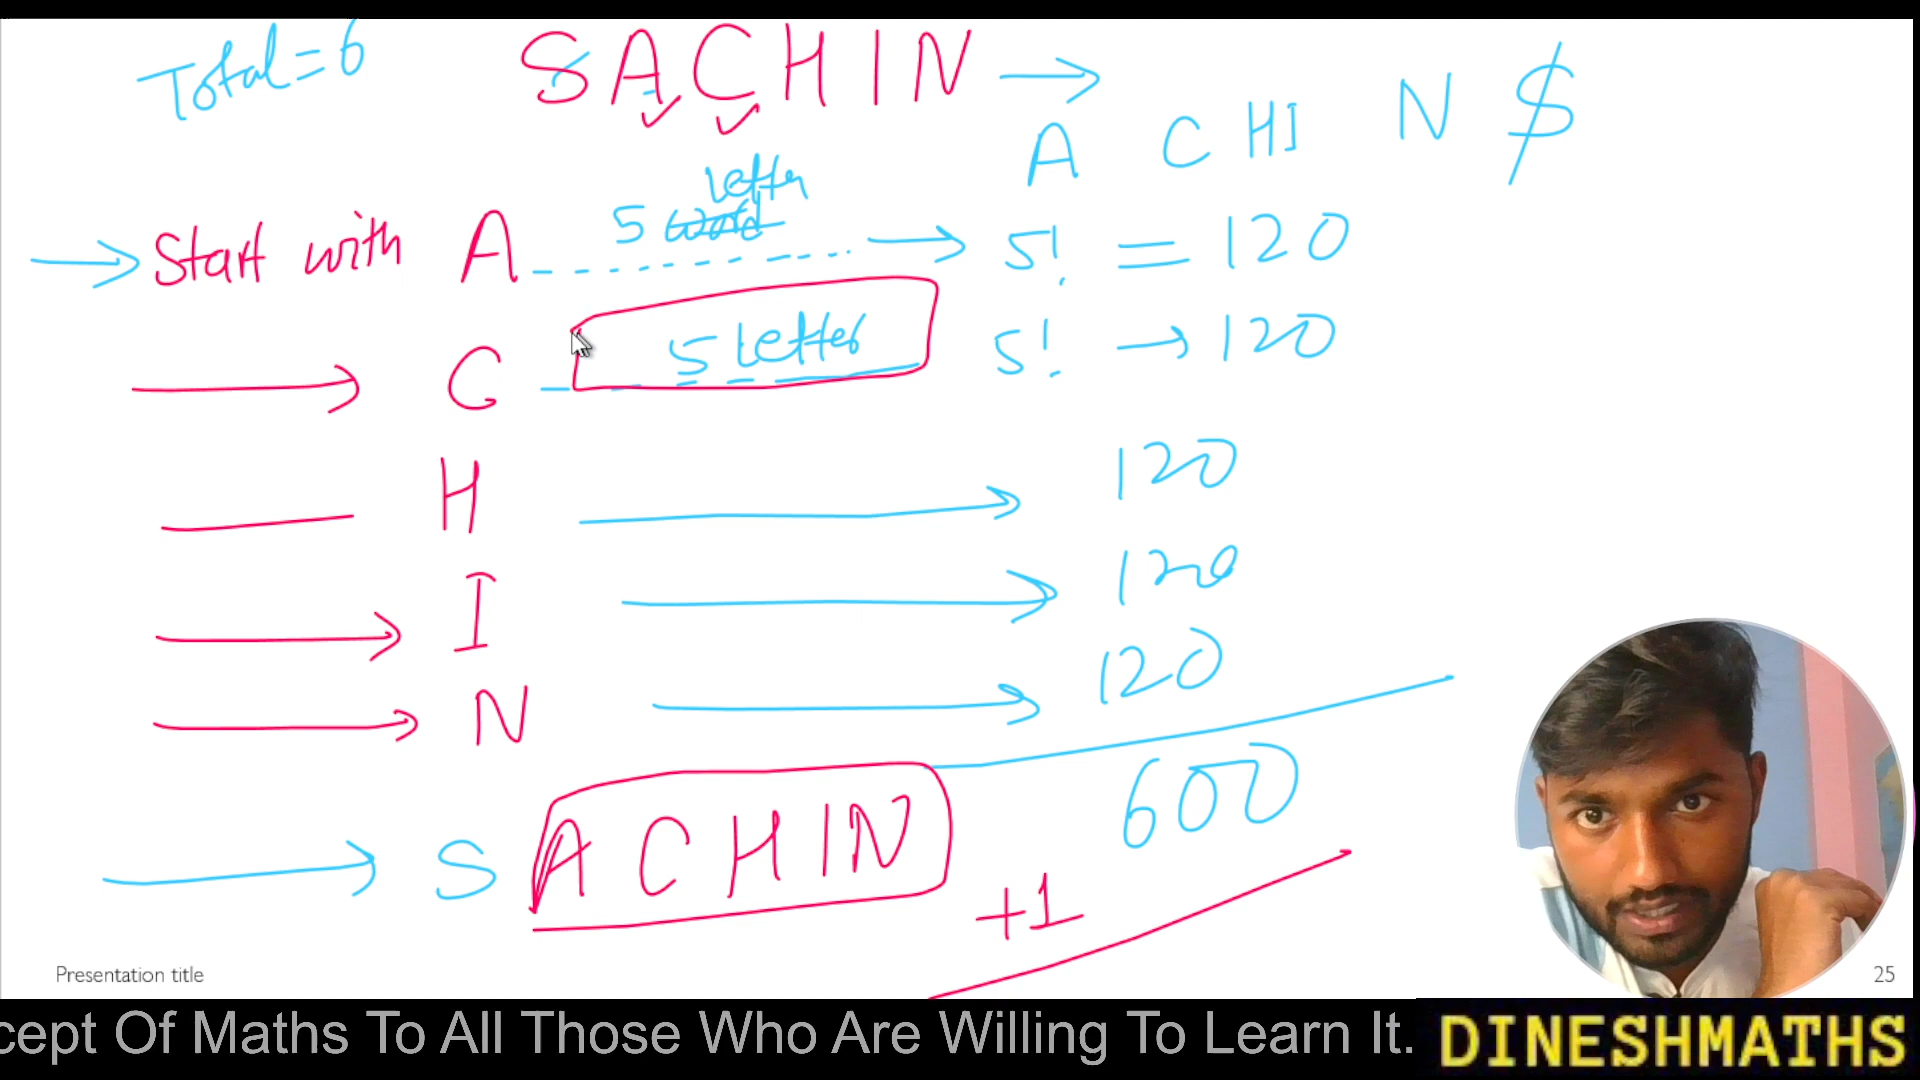 Total = 6 SACHIN →
A C HI N S
→ Start with A 5 word letter → 5! = 120
→ C 5 letter 5! → 120
H → 120
→ I → 120
→ N → 120
600
→ S ACHIN +1
Presentation title 25
cept Of Maths To All Those Who Are Willing To Learn It. DINESHMATHS